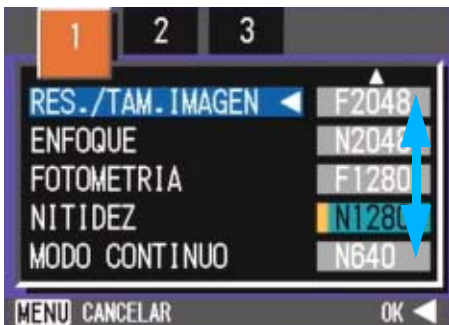 1 2 3
RES./TAM.IMAGEN F2048
ENFOQUE N2048
FOTOMETRIA F1280
NITIDEZ N1280
MODO CONTINUO N640
MENU CANCELAR OK